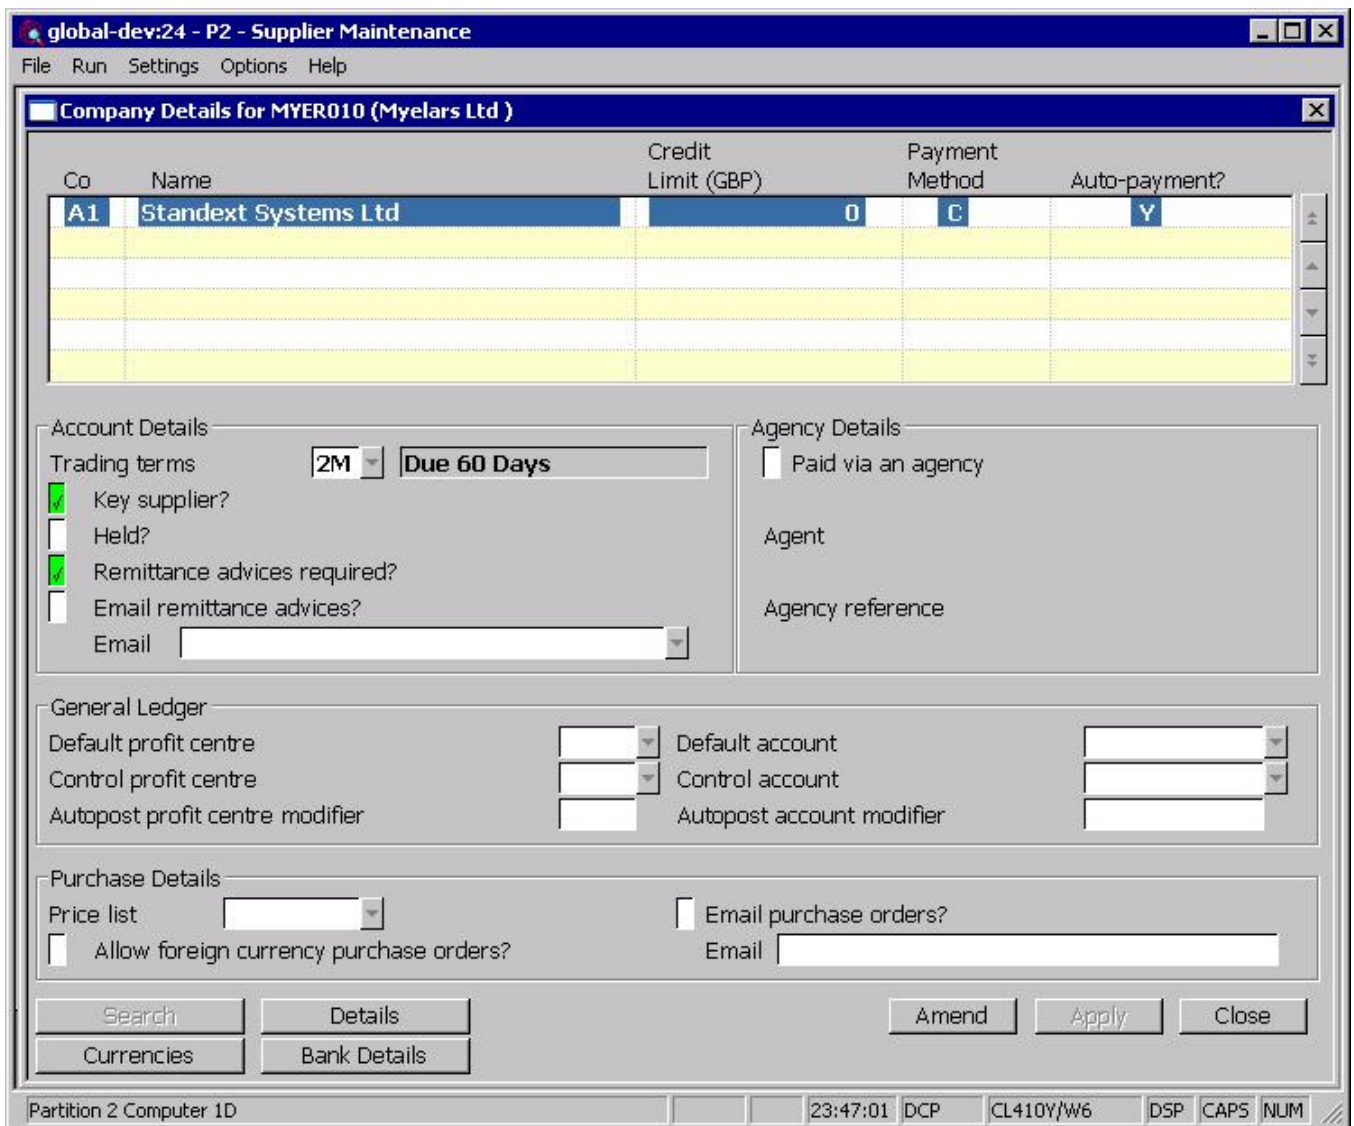 global-dev:24 - P2 - Supplier Maintenance
File Run Settings Options Help
Company Details for MYER010 (Myelars Ltd )
Credit Payment
Co Name Limit (GBP) Method Auto-payment?
A1 Standext Systems Ltd 0 C Y
Account Details Agency Details
Trading terms 2M Due 60 Days Paid via an agency
Key supplier?
Held? Agent
Remittance advices required?
Email remittance advices? Agency reference
Email
General Ledger
Default profit centre Default account
Control profit centre Control account
Autopost profit centre modifier Autopost account modifier
Purchase Details
Price list Email purchase orders?
Allow foreign currency purchase orders? Email
Search Details Amend Apply Close
Currencies Bank Details
Partition 2 Computer 1D 23:47:01 DCP CL410Y/W6 DSP CAPS NUM